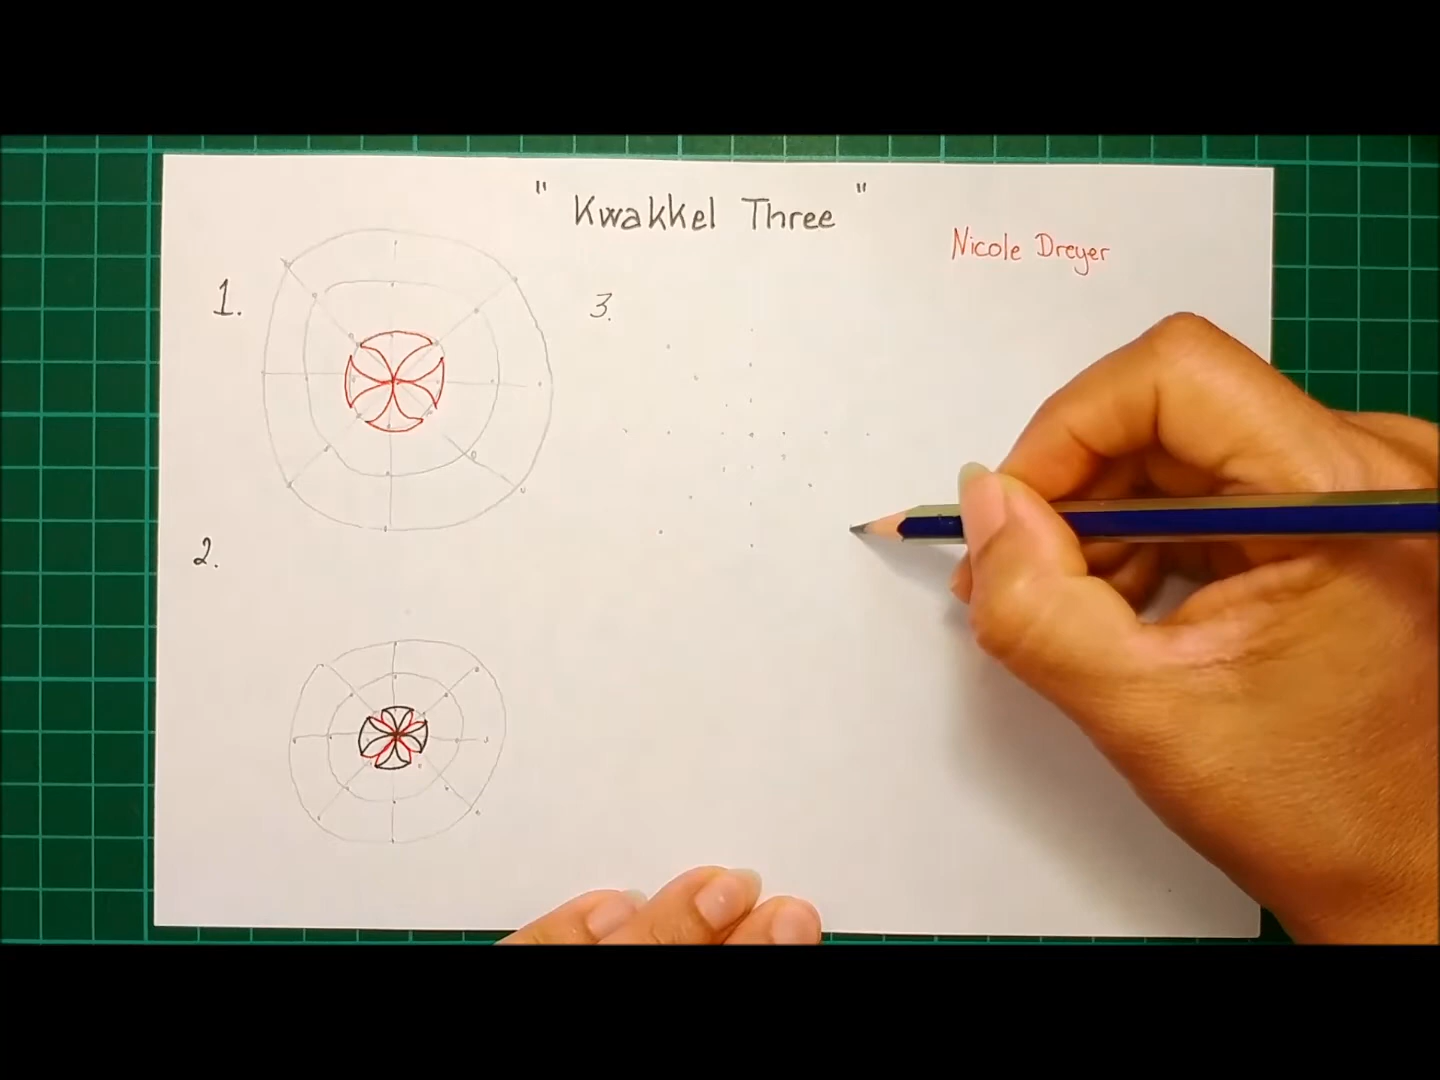 " Kwakkel Three "
Nicole Dreyer
1.
3.
2.